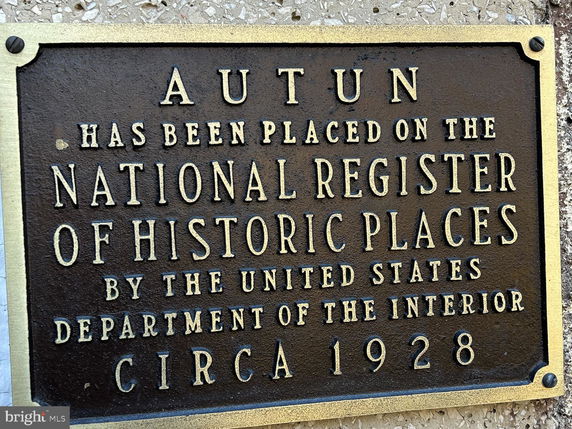 AUTUN
HAS BEEN PLACED ON THE
NATIONAL REGISTER
OF HISTORIC PLACES
BY THE UNITED STATES
DEPARTMENT OF THE INTERIOR
CIRCA 1928
bright MLS